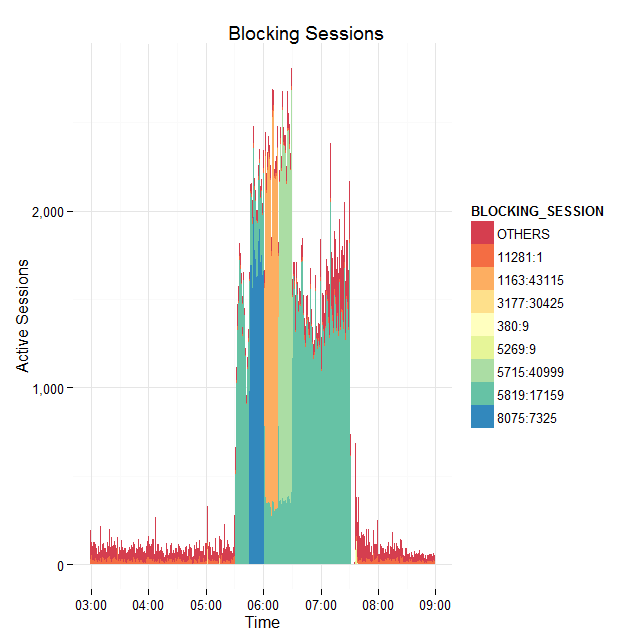 Blocking Sessions
2,000
1,000
0
Active Sessions
03:00 04:00 05:00 06:00 07:00 08:00 09:00
Time
BLOCKING_SESSION
OTHERS
11281:1
1163:43115
3177:30425
380:9
5269:9
5715:40999
5819:17159
8075:7325